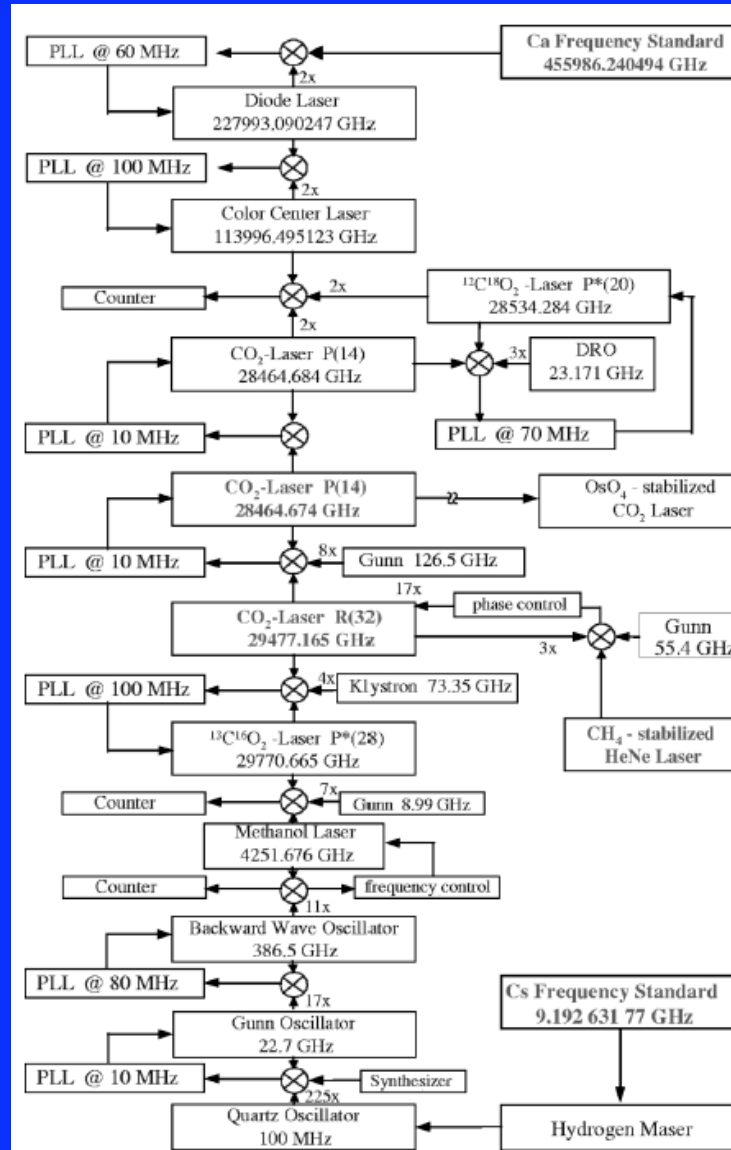 PLL @ 60 MHz
Ca Frequency Standard
455986.240494 GHz
2x
Diode Laser
227993.090247 GHz
PLL @ 100 MHz
2x
Color Center Laser
113996.495123 GHz
Counter
2x
¹²C¹⁸O₂ -Laser P*(20)
28534.284 GHz
2x
CO₂-Laser P(14)
28464.684 GHz
3x
DRO
23.171 GHz
PLL @ 10 MHz
PLL @ 70 MHz
CO₂-Laser P(14)
28464.674 GHz
OsO₄ - stabilized
CO₂ Laser
PLL @ 10 MHz
8x
Gunn 126.5 GHz
17x
phase control
CO₂-Laser R(32)
29477.165 GHz
3x
Gunn
55.4 GHz
PLL @ 100 MHz
4x
Klystron 73.35 GHz
¹³C¹⁶O₂ -Laser P*(28)
29770.665 GHz
CH₄ - stabilized
HeNe Laser
Counter
7x
Gunn 8.99 GHz
Methanol Laser
4251.676 GHz
Counter
frequency control
11x
Backward Wave Oscillator
386.5 GHz
PLL @ 80 MHz
17x
Cs Frequency Standard
9.192 631 77 GHz
Gunn Oscillator
22.7 GHz
PLL @ 10 MHz
Synthesizer
225x
Quartz Oscillator
100 MHz
Hydrogen Maser